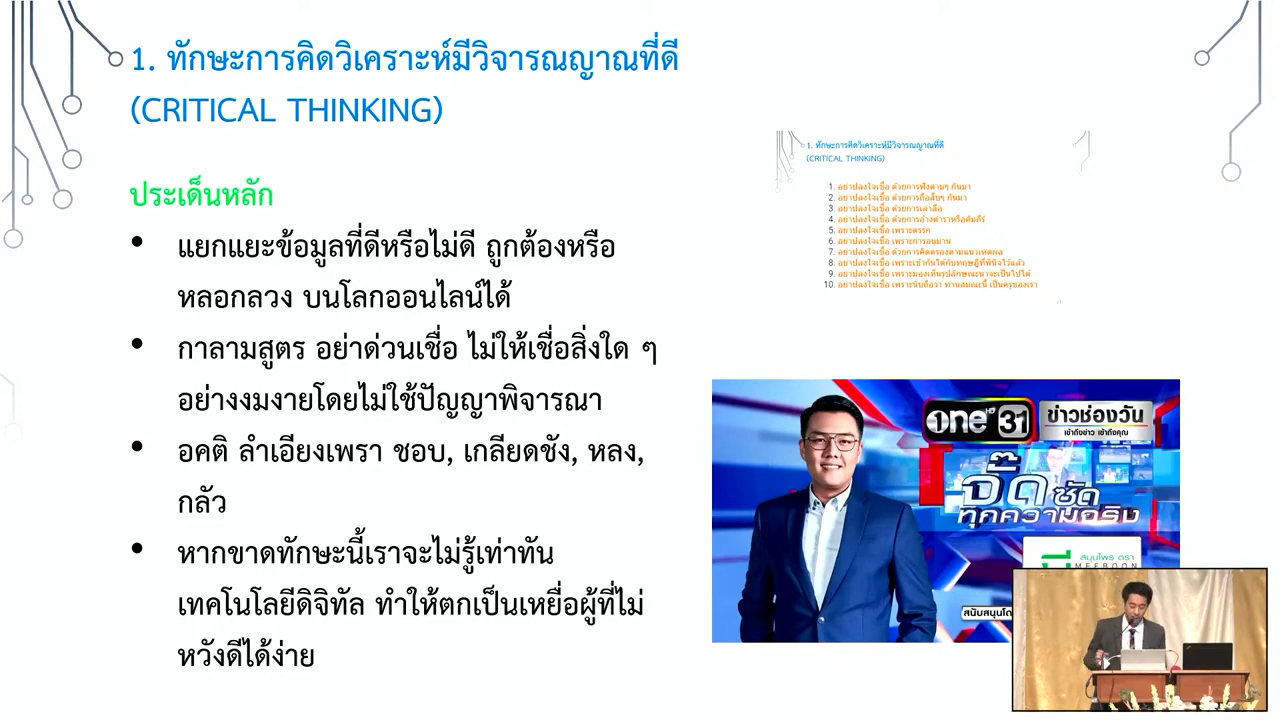 1. ทักษะการคิดวิเคราะห์มีวิจารณญาณที่ดี
(CRITICAL THINKING)
ประเด็นหลัก
• แยกแยะข้อมูลที่ดีหรือไม่ดี ถูกต้องหรือ
หลอกลวง บนโลกออนไลน์ได้
• กาลามสูตร อย่าด่วนเชื่อ ไม่ให้เชื่อสิ่งใด ๆ
อย่างงมงายโดยไม่ใช้ปัญญาพิจารณา
• อคติ ลำเอียงเพรา ชอบ, เกลียดชัง, หลง,
กลัว
• หากขาดทักษะนี้เราจะไม่รู้เท่าทัน
เทคโนโลยีดิจิทัล ทำให้ตกเป็นเหยื่อผู้ที่ไม่
หวังดีได้ง่าย
1. ทักษะการคิดวิเคราะห์มีวิจารณญาณที่ดี
(CRITICAL THINKING)
1. อย่าปลงใจเชื่อ ด้วยการฟังตามๆ กันมา
2. อย่าปลงใจเชื่อ ด้วยการถือสืบๆ กันมา
3. อย่าปลงใจเชื่อ ด้วยการเล่าลือ
4. อย่าปลงใจเชื่อ ด้วยการอ้างตำราหรือคัมภีร์
5. อย่าปลงใจเชื่อ เพราะตรรก
6. อย่าปลงใจเชื่อ เพราะการอนุมาน
7. อย่าปลงใจเชื่อ ด้วยการคิดตรองตามแนวเหตุผล
8. อย่าปลงใจเชื่อ เพราะเข้ากันได้กับทฤษฎีที่พินิจไว้แล้ว
9. อย่าปลงใจเชื่อ เพราะมองเห็นรูปลักษณะน่าจะเป็นไปได้
10. อย่าปลงใจเชื่อ เพราะนับถือว่า ท่านสมณะนี้ เป็นครูของเรา
one HD 31 ข่าวช่องวัน
เข้าถึงข่าว เข้าถึงคุณ
จั๊ด ซัด
ทุกความจริง
สมุนไพร ตรา
มี
MEEBOON
สนับสนุนโด